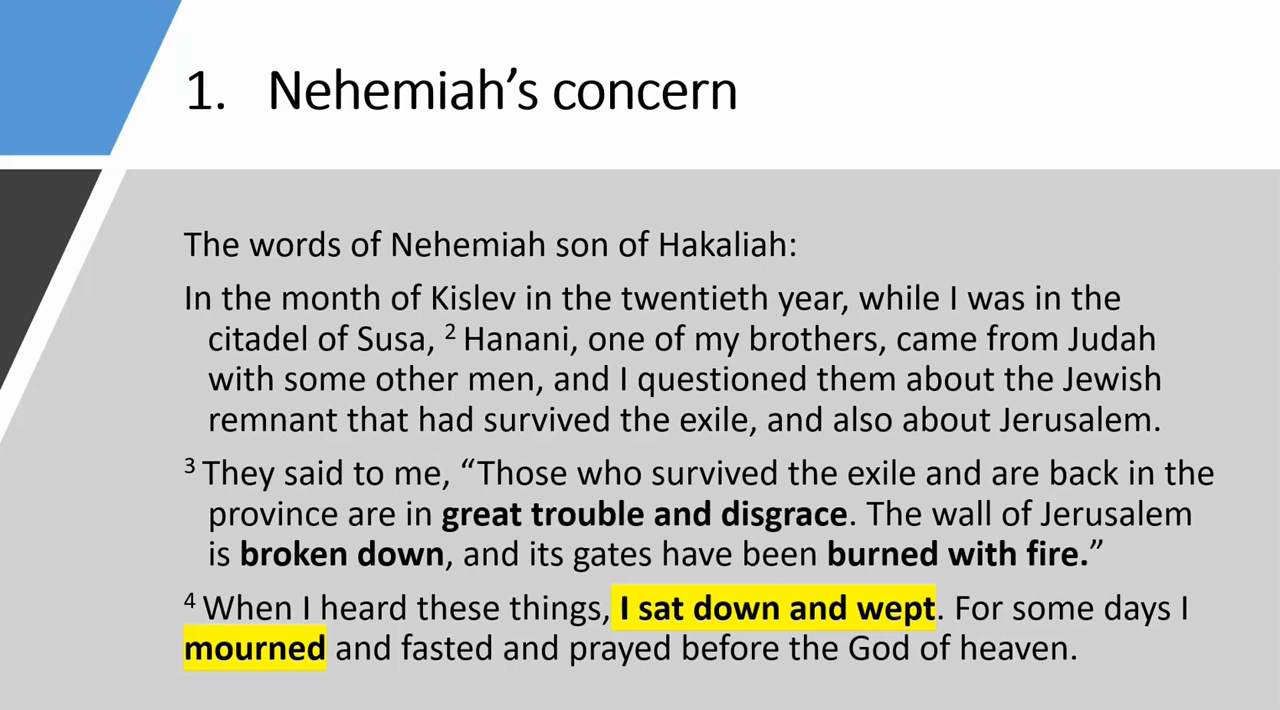 1. Nehemiah’s concern
The words of Nehemiah son of Hakaliah:
In the month of Kislev in the twentieth year, while I was in the
citadel of Susa, ² Hanani, one of my brothers, came from Judah
with some other men, and I questioned them about the Jewish
remnant that had survived the exile, and also about Jerusalem.
³ They said to me, “Those who survived the exile and are back in the
province are in great trouble and disgrace. The wall of Jerusalem
is broken down, and its gates have been burned with fire.”
⁴ When I heard these things, I sat down and wept. For some days I
mourned and fasted and prayed before the God of heaven.